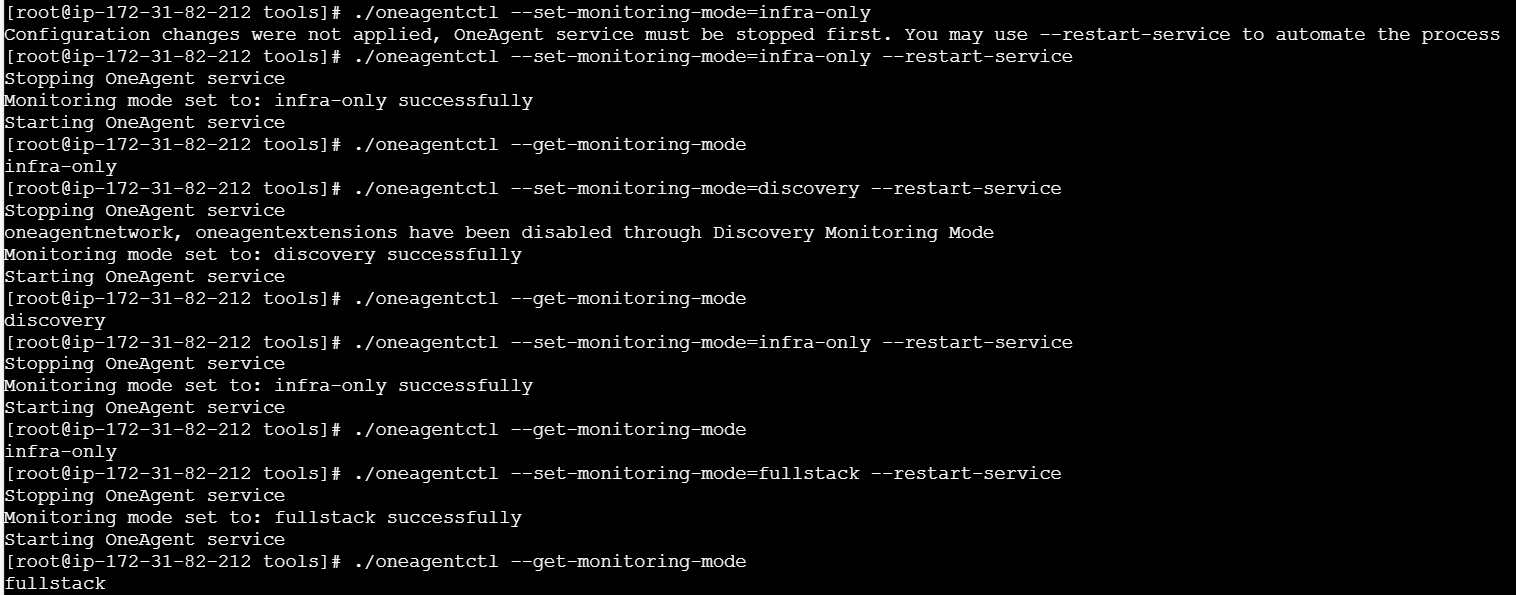 [root@ip-172-31-82-212 tools]# ./oneagentctl --set-monitoring-mode=infra-only
Configuration changes were not applied, OneAgent service must be stopped first. You may use --restart-service to automate the process
[root@ip-172-31-82-212 tools]# ./oneagentctl --set-monitoring-mode=infra-only --restart-service
Stopping OneAgent service
Monitoring mode set to: infra-only successfully
Starting OneAgent service
[root@ip-172-31-82-212 tools]# ./oneagentctl --get-monitoring-mode
infra-only
[root@ip-172-31-82-212 tools]# ./oneagentctl --set-monitoring-mode=discovery --restart-service
Stopping OneAgent service
oneagentnetwork, oneagentextensions have been disabled through Discovery Monitoring Mode
Monitoring mode set to: discovery successfully
Starting OneAgent service
[root@ip-172-31-82-212 tools]# ./oneagentctl --get-monitoring-mode
discovery
[root@ip-172-31-82-212 tools]# ./oneagentctl --set-monitoring-mode=infra-only --restart-service
Stopping OneAgent service
Monitoring mode set to: infra-only successfully
Starting OneAgent service
[root@ip-172-31-82-212 tools]# ./oneagentctl --get-monitoring-mode
infra-only
[root@ip-172-31-82-212 tools]# ./oneagentctl --set-monitoring-mode=fullstack --restart-service
Stopping OneAgent service
Monitoring mode set to: fullstack successfully
Starting OneAgent service
[root@ip-172-31-82-212 tools]# ./oneagentctl --get-monitoring-mode
fullstack